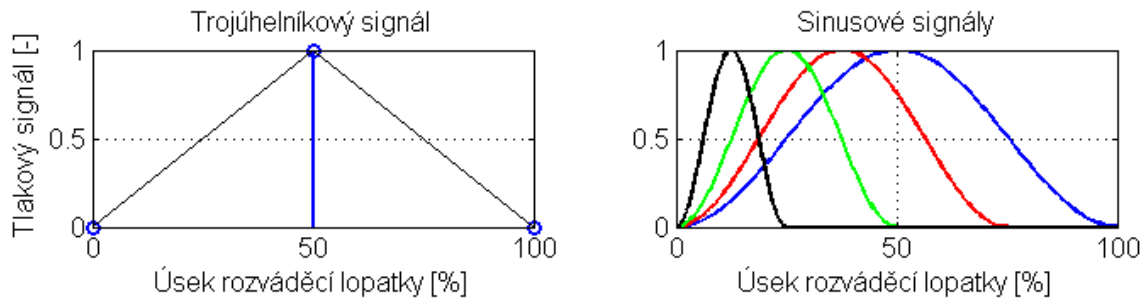 Trojúhelníkový signál
Tlakový signál [-]
1
0.5
0
0
50
100
Úsek rozváděcí lopatky [%]
Sinusové signály
1
0.5
0
0
50
100
Úsek rozváděcí lopatky [%]